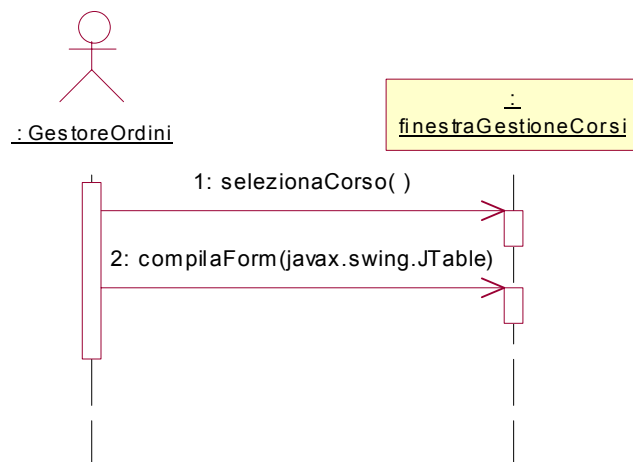 : GestoreOrdini
:
finestraGestioneCorsi
1: selezionaCorso( )
2: compilaForm(javax.swing.JTable)